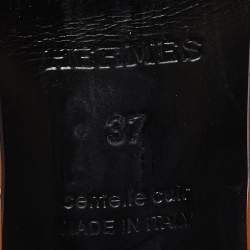 HERMES
37
semelle cuir
MADE IN ITALY